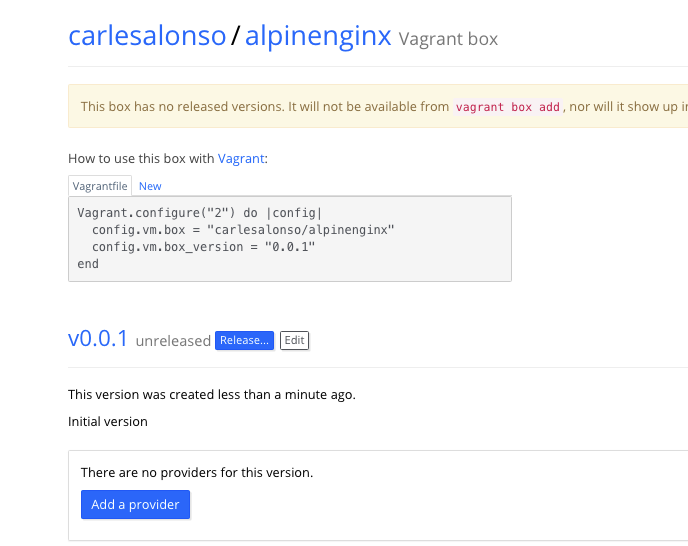 carlesalonso / alpinenginx Vagrant box
This box has no released versions. It will not be available from vagrant box add, nor will it show up in
How to use this box with Vagrant:
Vagrantfile New
Vagrant.configure("2") do |config|
  config.vm.box = "carlesalonso/alpinenginx"
  config.vm.box_version = "0.0.1"
end
v0.0.1 unreleased Release... Edit
This version was created less than a minute ago.
Initial version
There are no providers for this version.
Add a provider